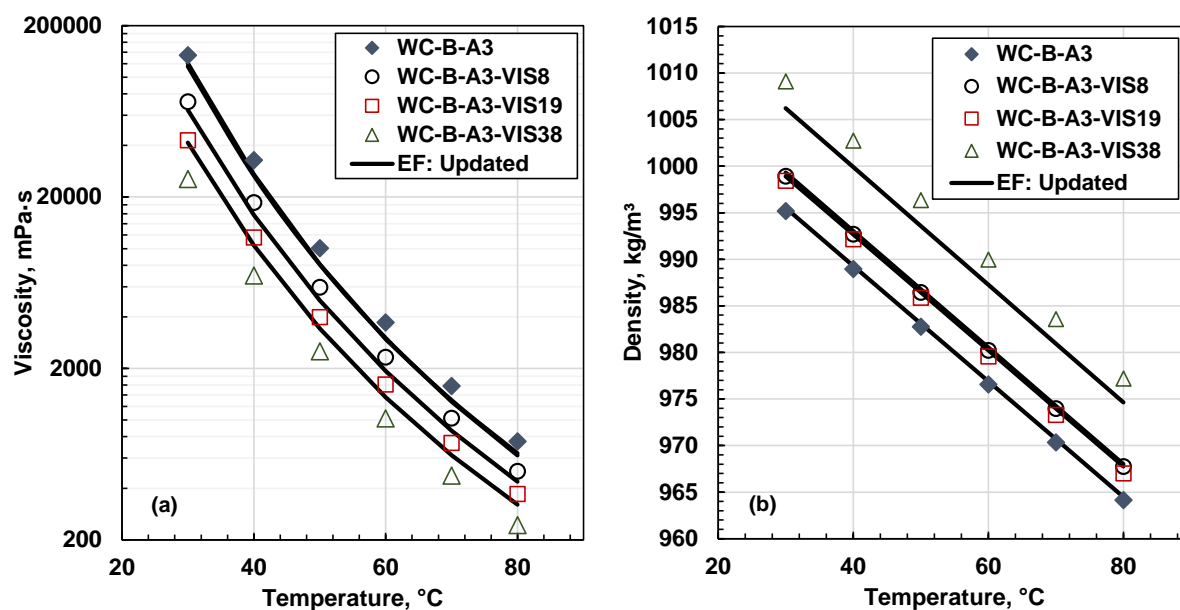 200000
20000
2000
200
Viscosity, mPa·s
WC-B-A3
WC-B-A3-VIS8
WC-B-A3-VIS19
WC-B-A3-VIS38
EF: Updated
(a)
20
40
60
80
Temperature, °C
1015
1010
1005
1000
995
990
985
980
975
970
965
960
Density, kg/m³
WC-B-A3
WC-B-A3-VIS8
WC-B-A3-VIS19
WC-B-A3-VIS38
EF: Updated
(b)
20
40
60
80
Temperature, °C